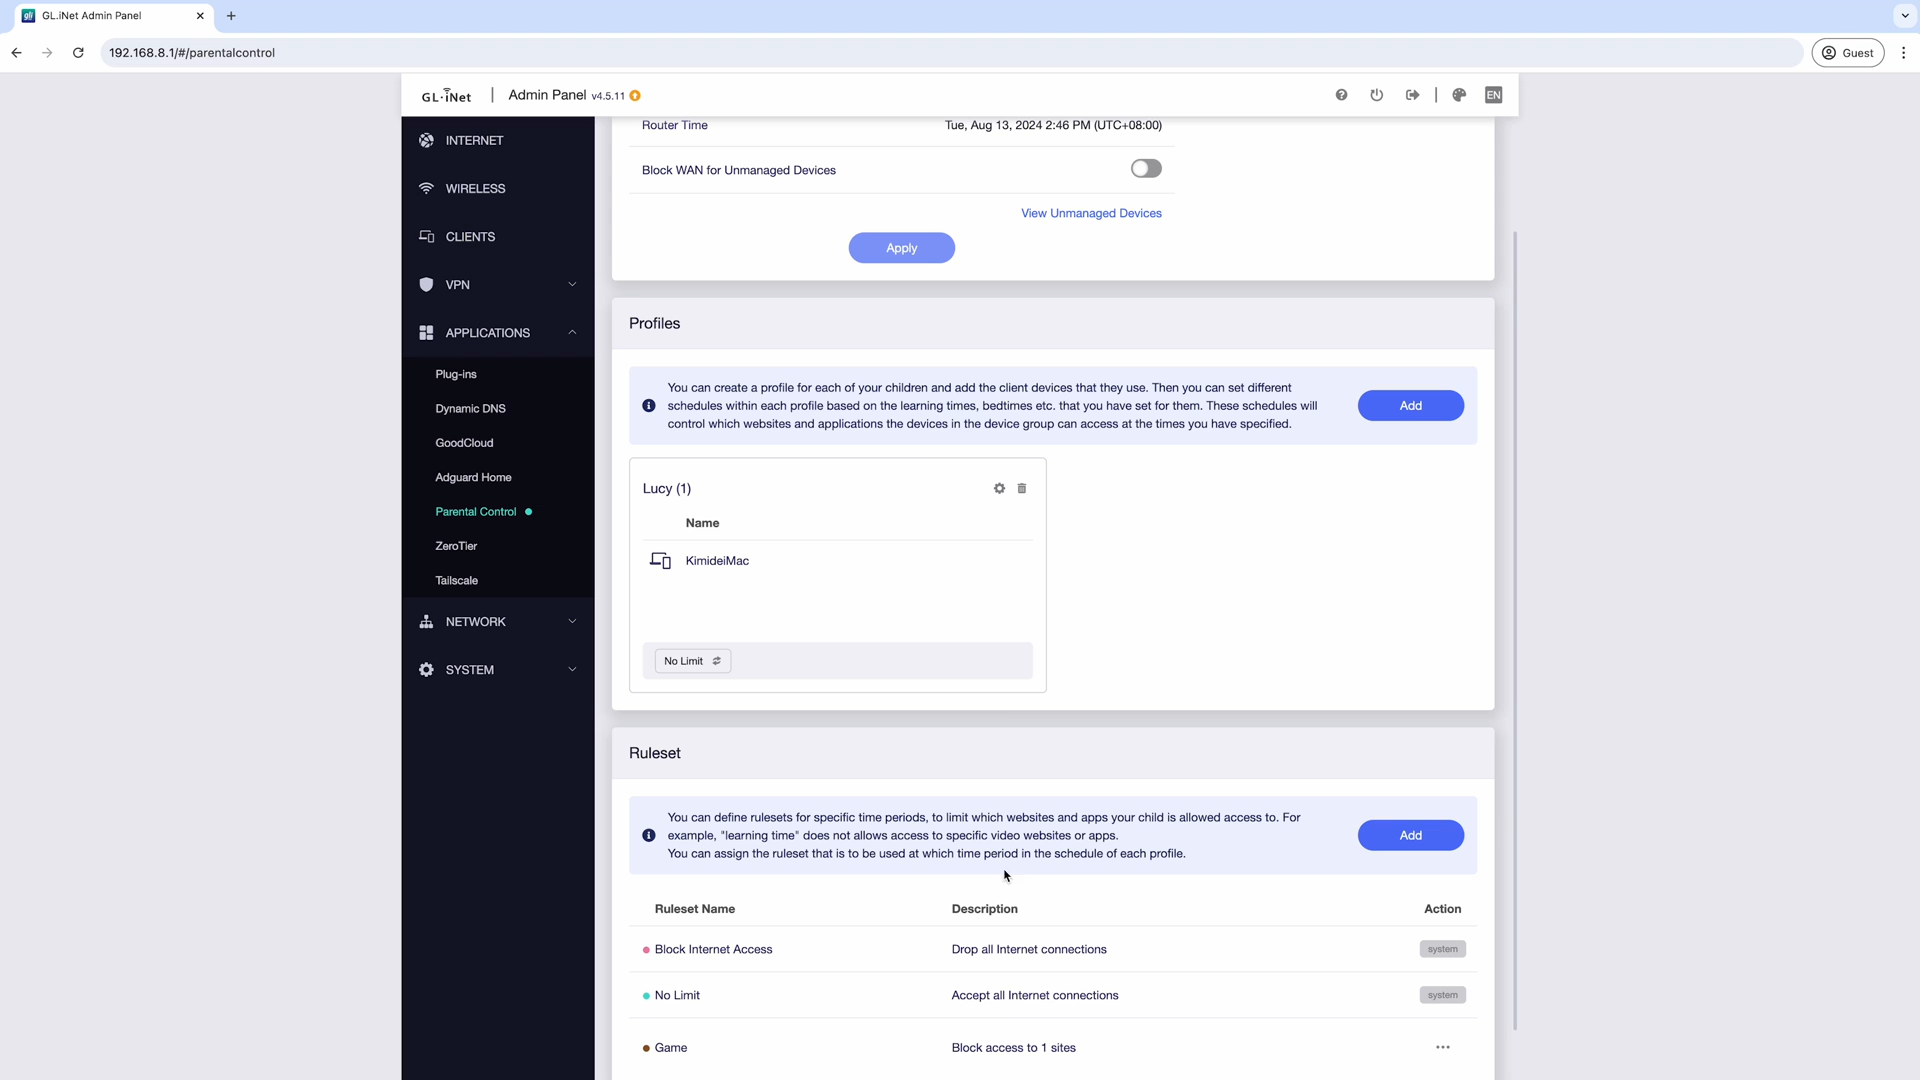 GL.iNet Admin Panel
192.168.8.1/#/parentalcontrol
Guest
GL·iNet | Admin Panel v4.5.11
EN
INTERNET
WIRELESS
CLIENTS
VPN
APPLICATIONS
Plug-ins
Dynamic DNS
GoodCloud
Adguard Home
Parental Control
ZeroTier
Tailscale
NETWORK
SYSTEM
Router Time Tue, Aug 13, 2024 2:46 PM (UTC+08:00)
Block WAN for Unmanaged Devices
View Unmanaged Devices
Apply
Profiles
You can create a profile for each of your children and add the client devices that they use. Then you can set different
schedules within each profile based on the learning times, bedtimes etc. that you have set for them. These schedules will
control which websites and applications the devices in the device group can access at the times you have specified.
Add
Lucy (1)
Name
KimideiMac
No Limit
Ruleset
You can define rulesets for specific time periods, to limit which websites and apps your child is allowed access to. For
example, "learning time" does not allows access to specific video websites or apps.
You can assign the ruleset that is to be used at which time period in the schedule of each profile.
Add
Ruleset Name Description Action
Block Internet Access Drop all Internet connections system
No Limit Accept all Internet connections system
Game Block access to 1 sites